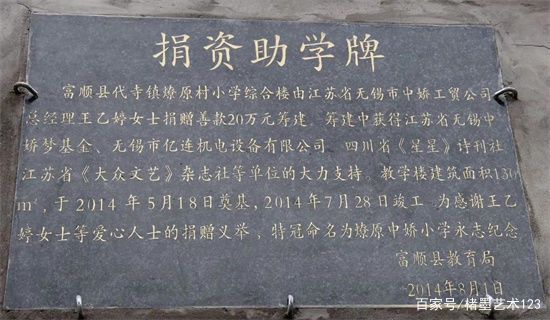 捐资助学牌
富顺县代寺镇燎原村小学综合楼由江苏省无锡市中娇工贸公司
总经理王乙婷女士捐赠善款20万元筹建。筹建中获得江苏省无锡中
娇梦基金、无锡市亿连机电设备有限公司 四川省《星星》诗刊社
江苏省《大众文艺》杂志社等单位的大力支持。教学楼建筑面积130
m²,于2014年5月18日奠基,2014年7月28日竣工 为感谢王乙
婷女士等爱心人士的捐赠义举,特冠命名为燎原中娇小学永志纪念
富顺县教育局
2014年8月1日
百家号/楮墨艺术123